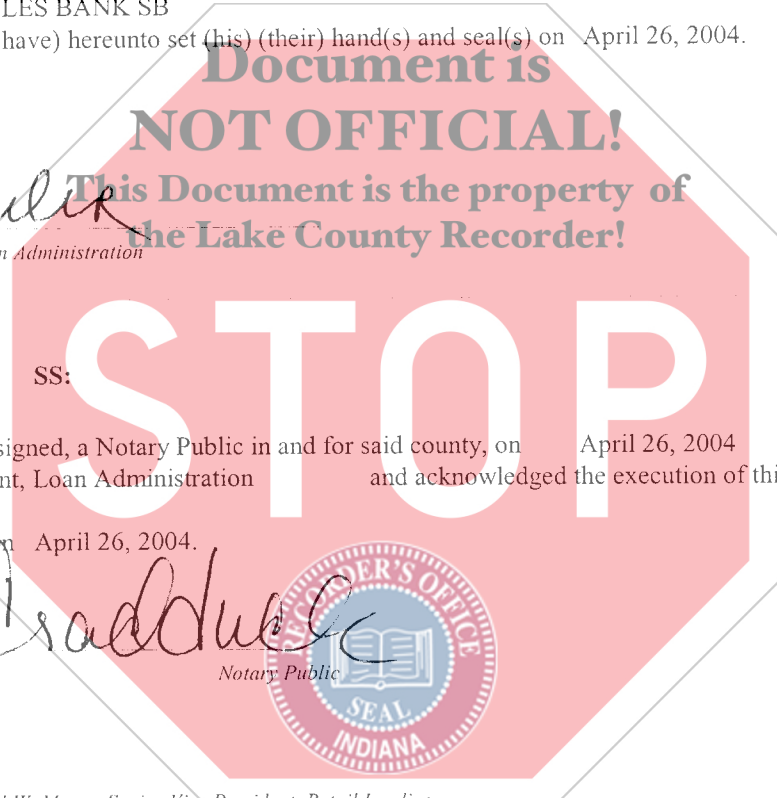 LES BANK SB
have) hereunto set (his) (their) hand(s) and seal(s) on April 26, 2004.
Document is
NOT OFFICIAL!
This Document is the property of
the Lake County Recorder!
n Administration
STOP
SS:
signed, a Notary Public in and for said county, on April 26, 2004
nt, Loan Administration and acknowledged the execution of thi
n April 26, 2004.
Notary Public
RECORDER'S OFFICE
SEAL
INDIANA